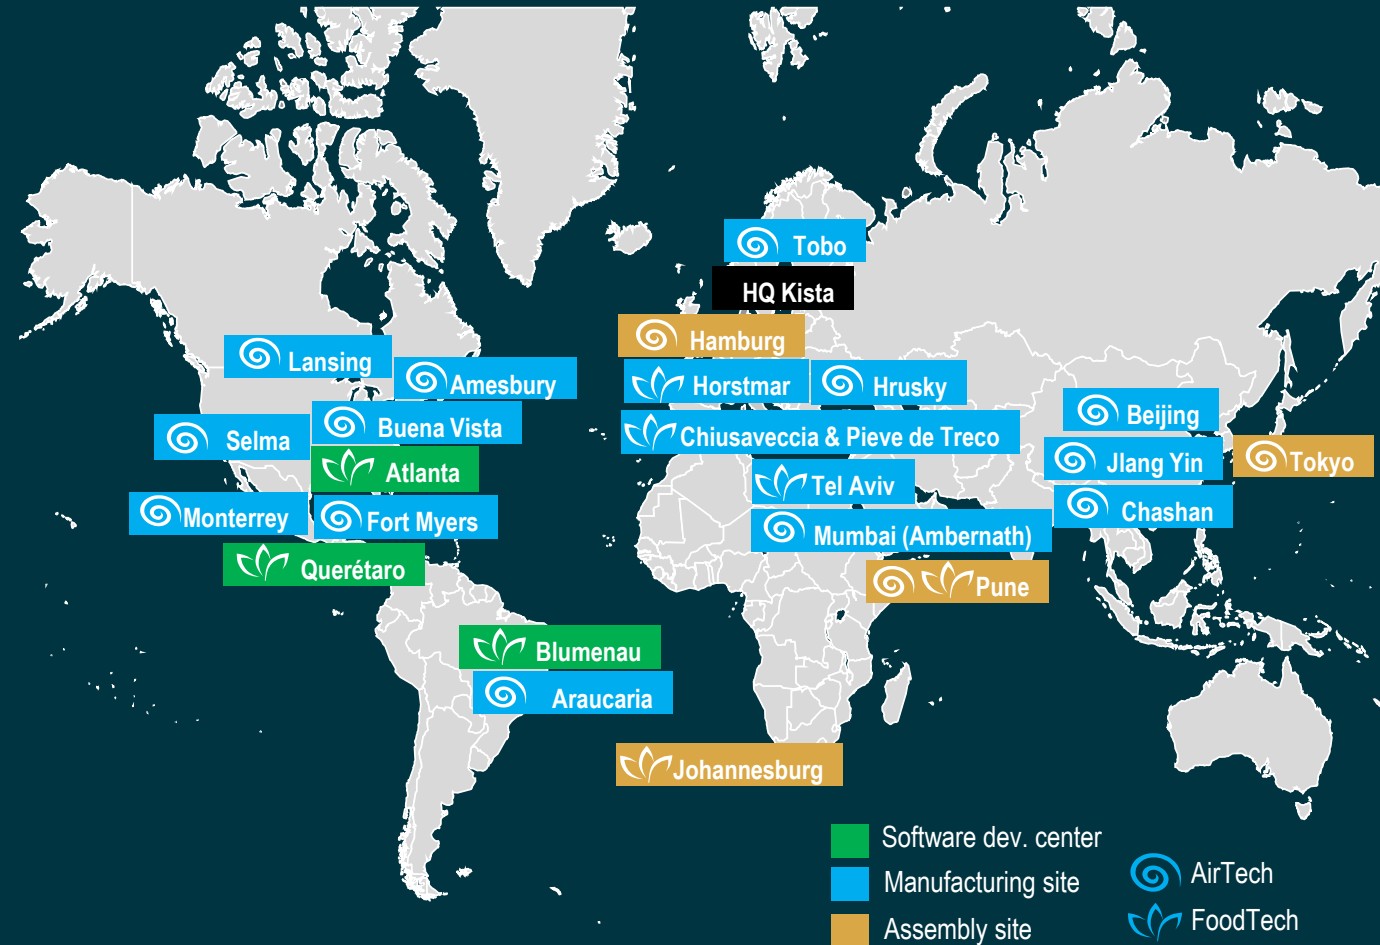 Tobo
HQ Kista
Hamburg
Lansing
Amesbury
Horstmar
Hrusky
Buena Vista
Selma
Beijing
Chiusaveccia & Pieve de Treco
Atlanta
Jlang Yin
Tokyo
Tel Aviv
Monterrey
Fort Myers
Chashan
Mumbai (Ambernath)
Querétaro
Pune
Blumenau
Araucaria
Johannesburg
Software dev. center
Manufacturing site
Assembly site
AirTech
FoodTech